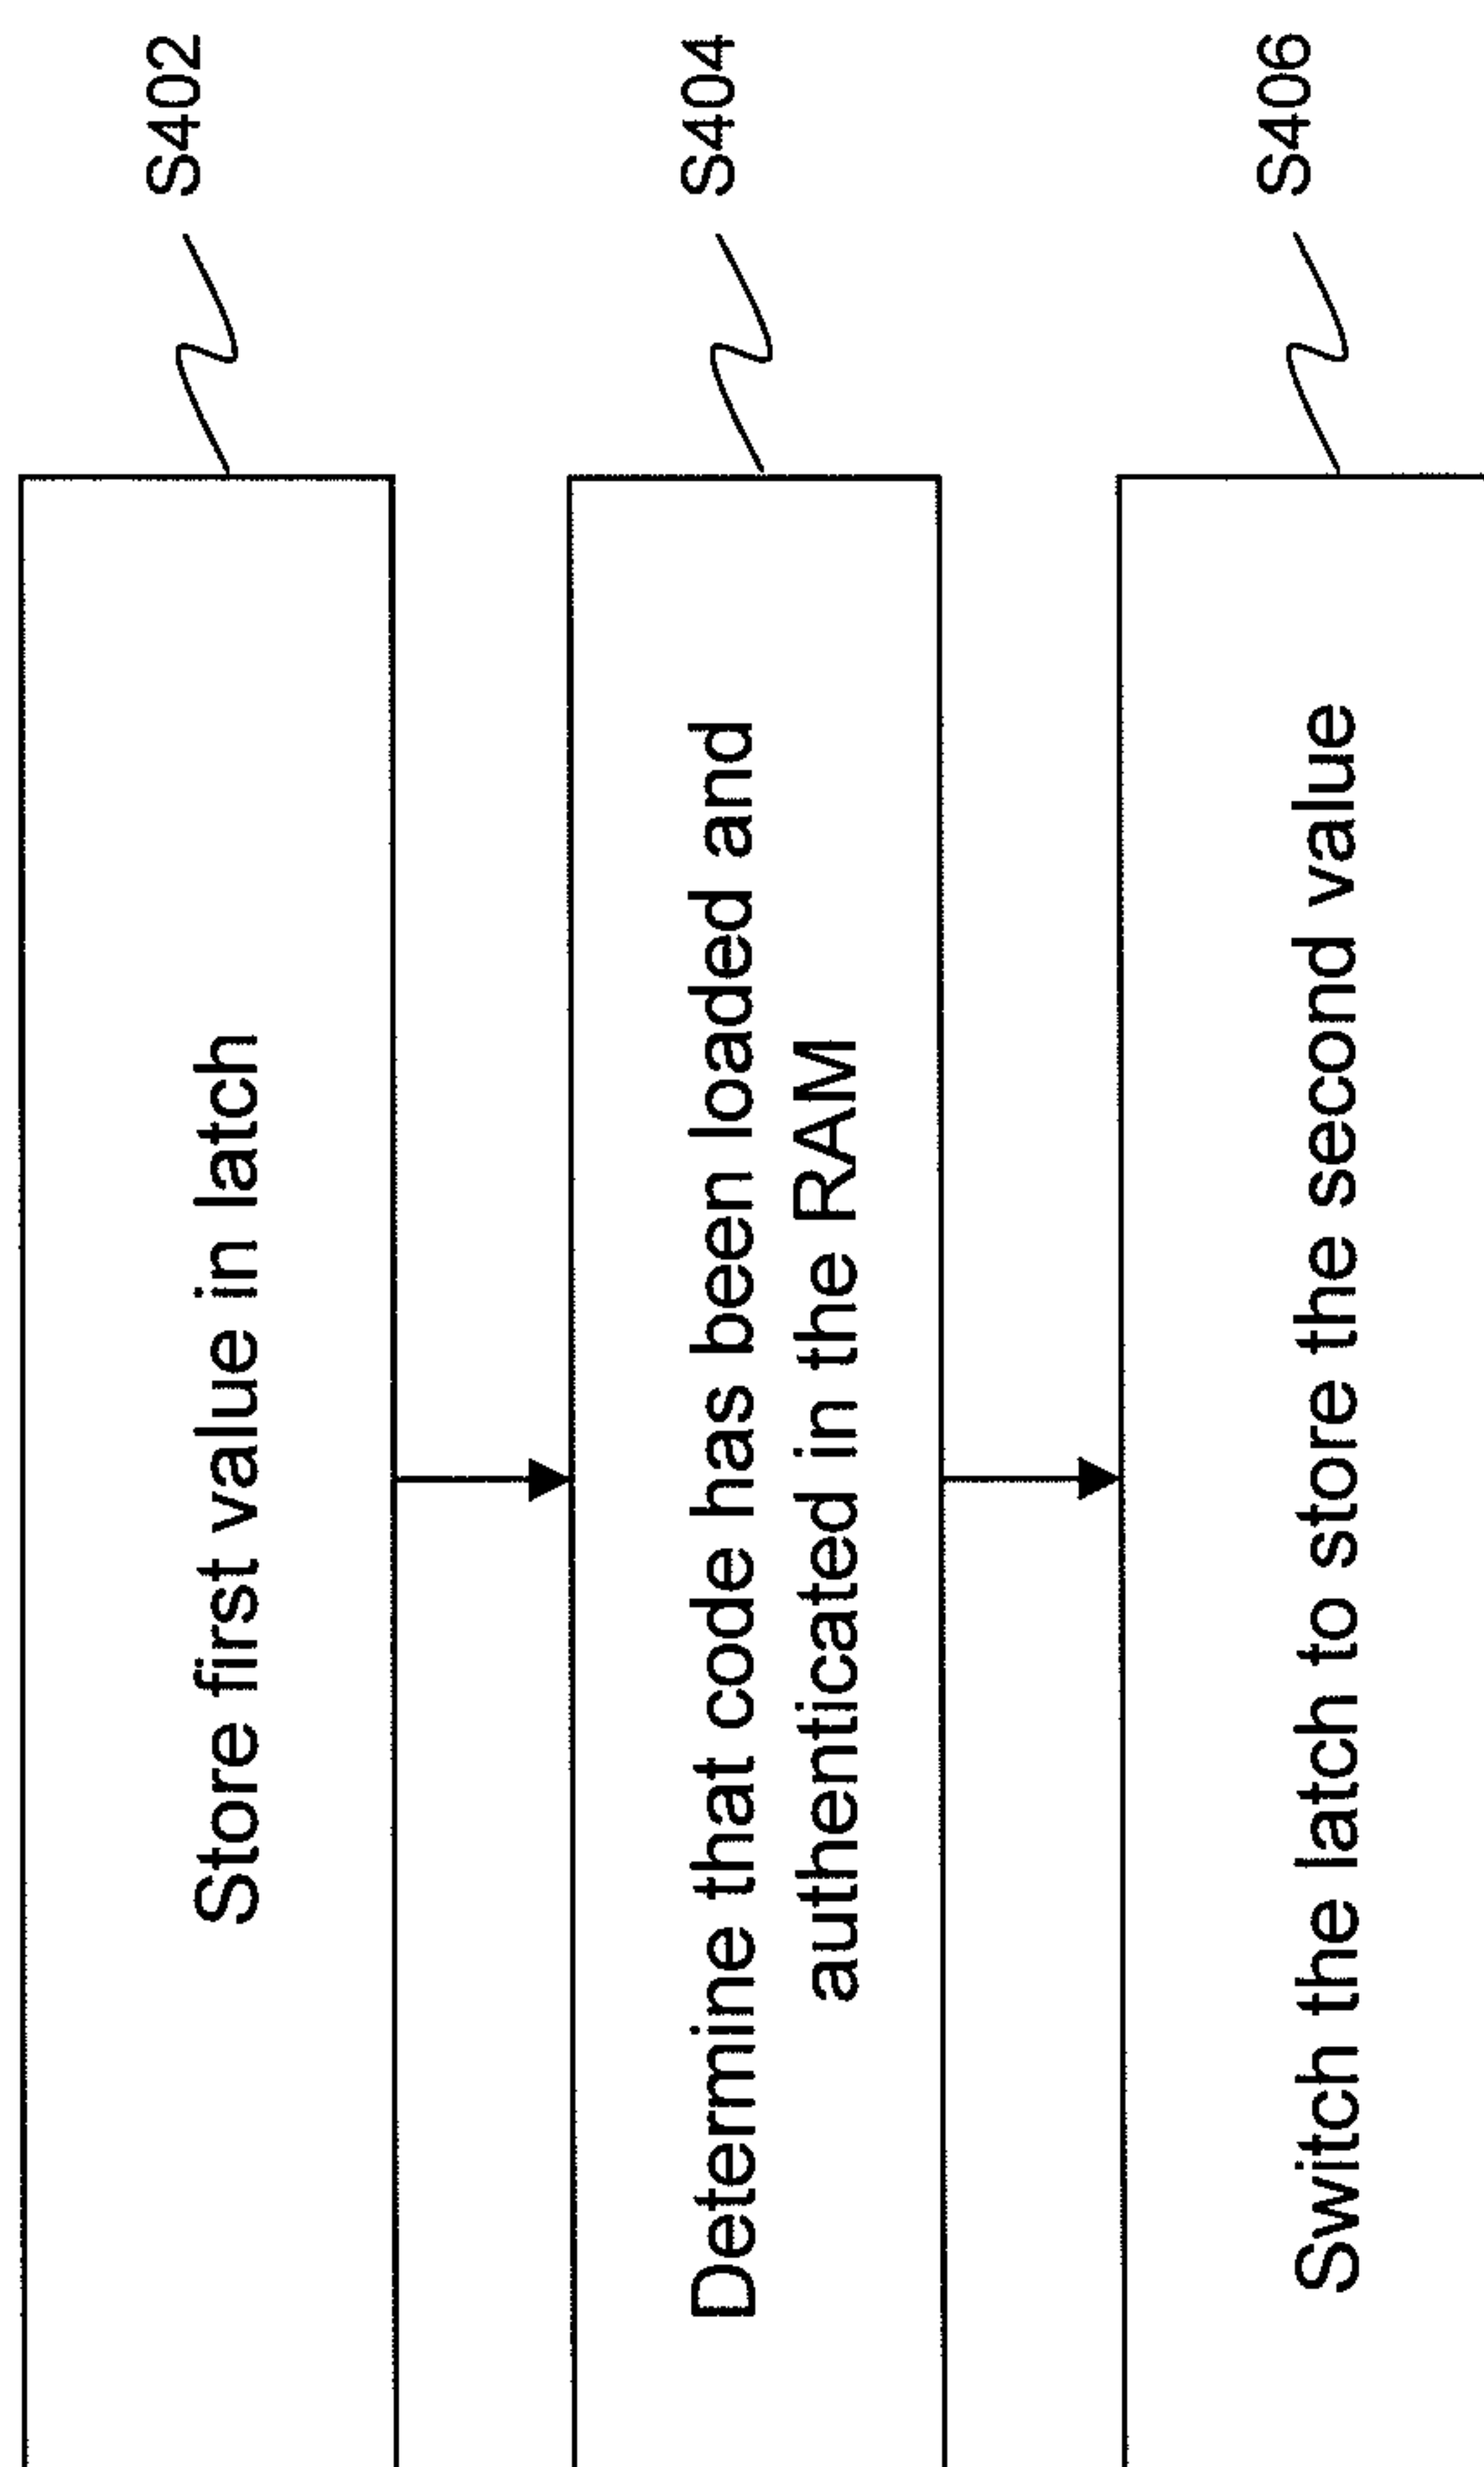 Store first value in latch
S402
Determine that code has been loaded and
authenticated in the RAM
S404
Switch the latch to store the second value
S406